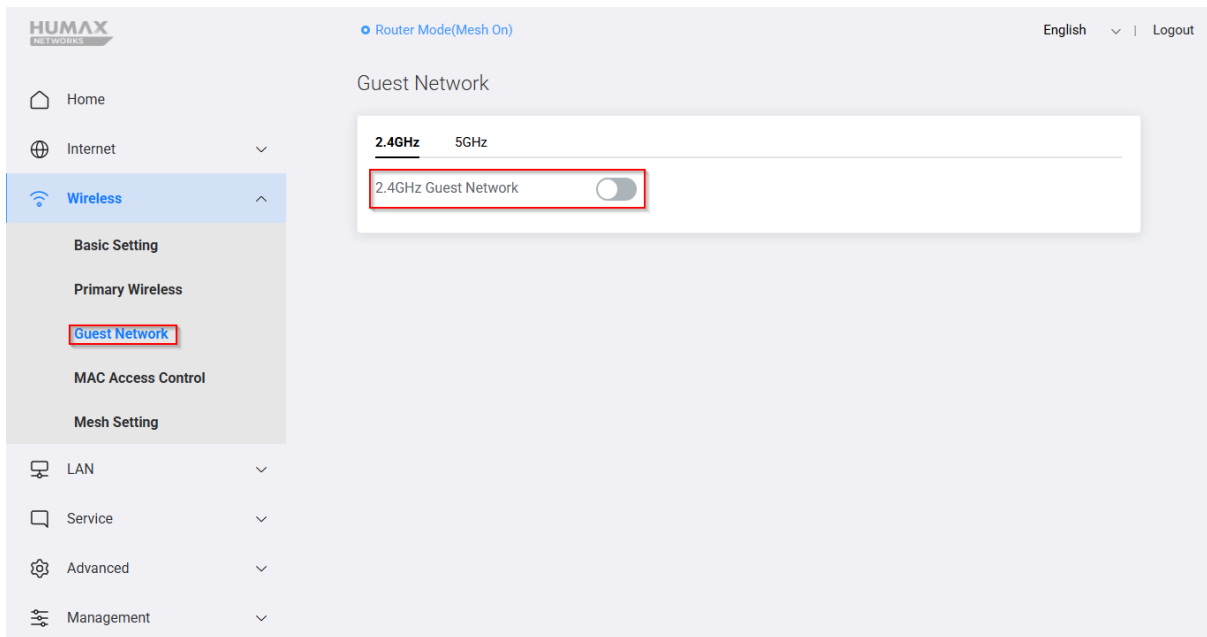 HUMAX
NETWORKS
Router Mode(Mesh On)
English | Logout
Home
Internet
Wireless
Basic Setting
Primary Wireless
Guest Network
MAC Access Control
Mesh Setting
LAN
Service
Advanced
Management
Guest Network
2.4GHz 5GHz
2.4GHz Guest Network